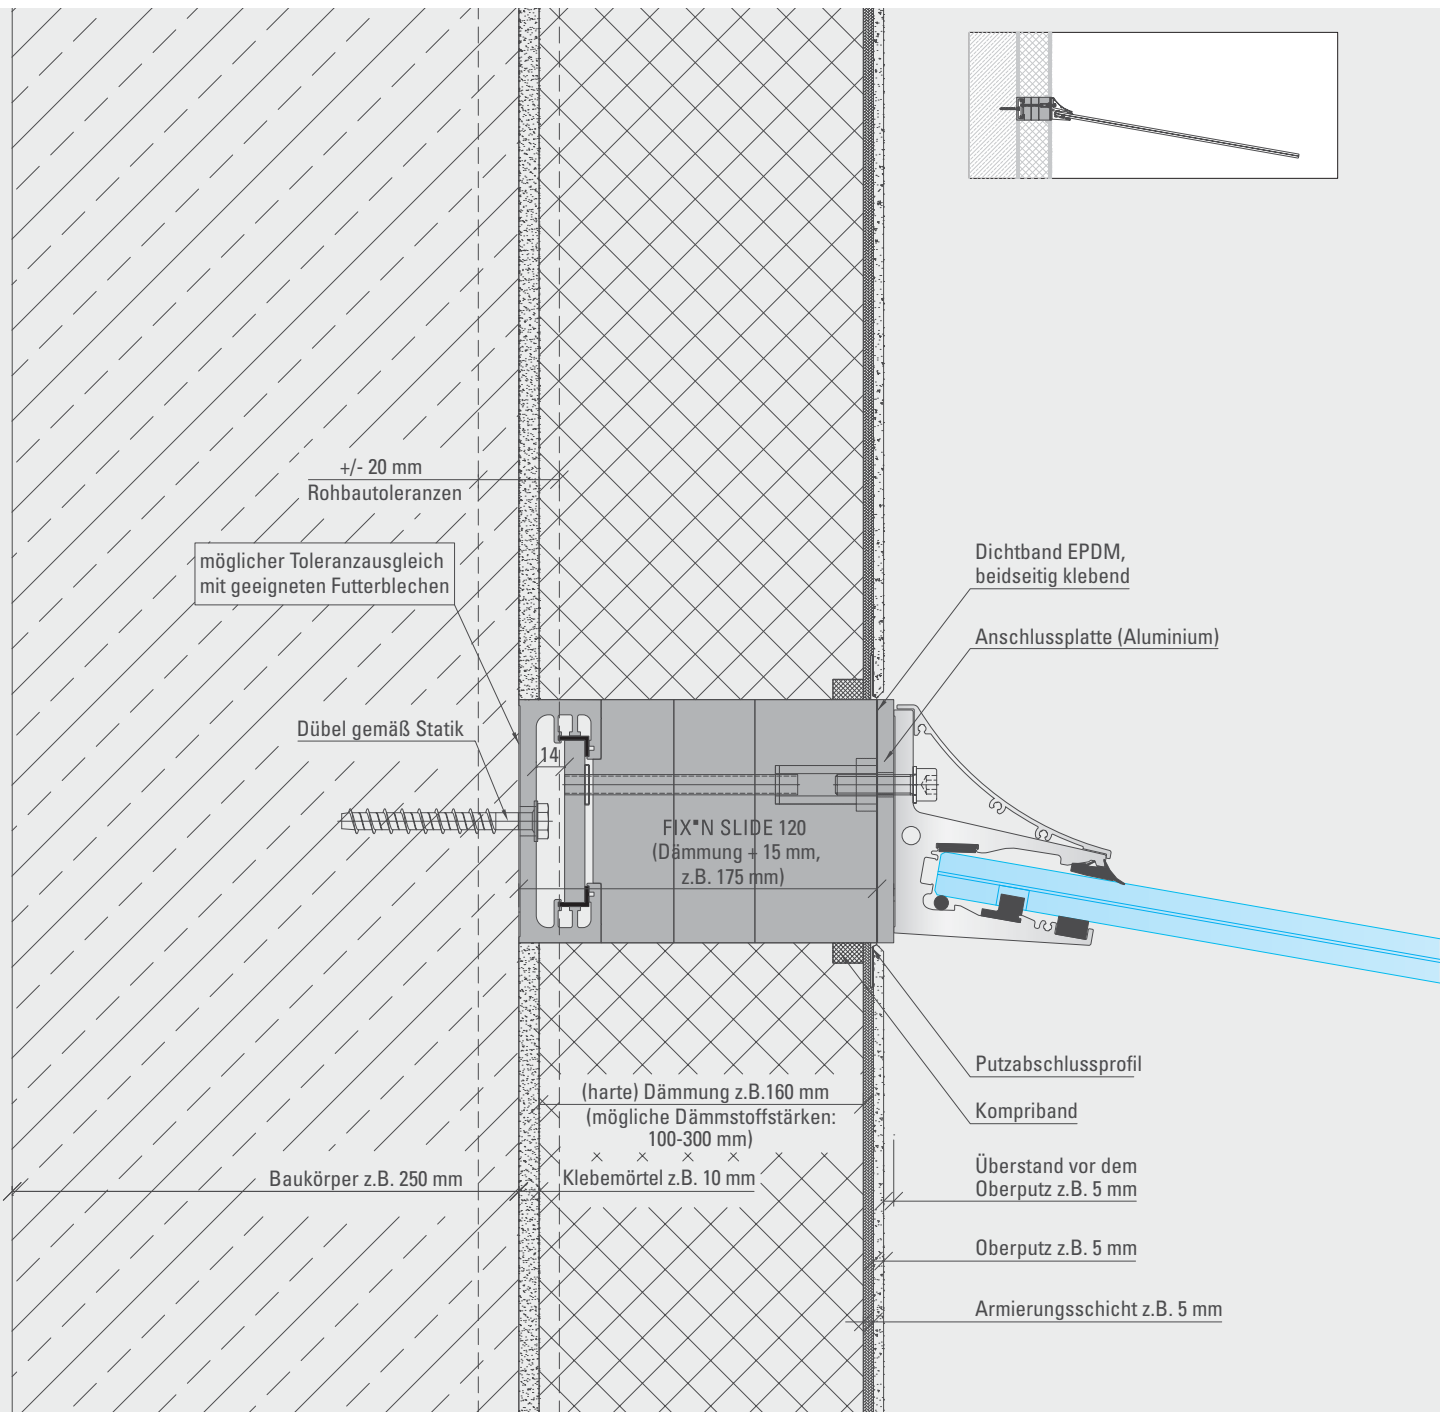 +/- 20 mm
Rohbautoleranzen
möglicher Toleranzausgleich
mit geeigneten Futterblechen
Dichtband EPDM,
beidseitig klebend
Anschlussplatte (Aluminium)
Dübel gemäß Statik
14
FIX■N SLIDE 120
(Dämmung + 15 mm,
z.B. 175 mm)
Putzabschlussprofil
(harte) Dämmung z.B.160 mm
(mögliche Dämmstoffstärken:
100-300 mm)
Kompriband
Baukörper z.B. 250 mm
Klebemörtel z.B. 10 mm
Überstand vor dem
Oberputz z.B. 5 mm
Oberputz z.B. 5 mm
Armierungsschicht z.B. 5 mm